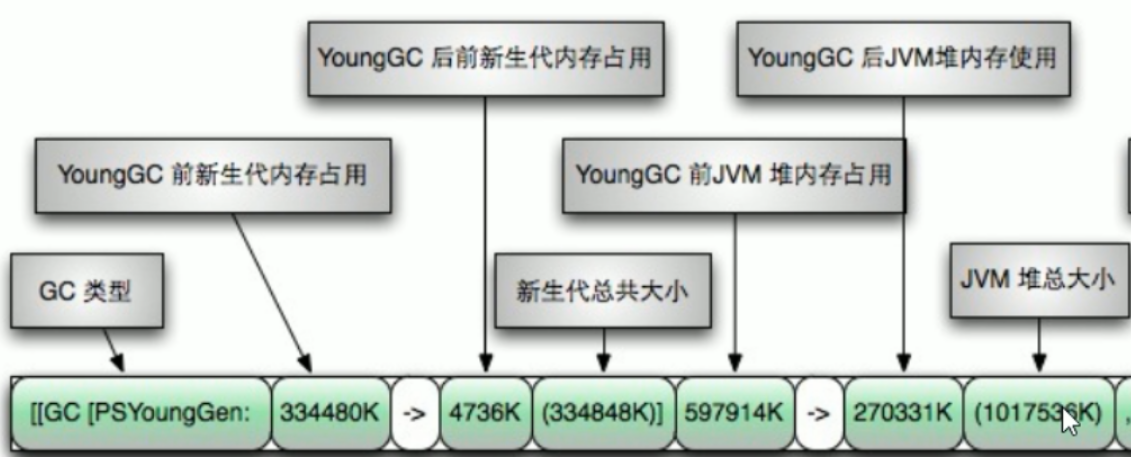 YoungGC 后前新生代内存占用
YoungGC 后JVM堆内存使用
YoungGC 前新生代内存占用
YoungGC 前JVM 堆内存占用
GC 类型
新生代总共大小
JVM 堆总大小
[[GC [PSYoungGen: 334480K -> 4736K (334848K)] 597914K -> 270331K (1017536K) ,